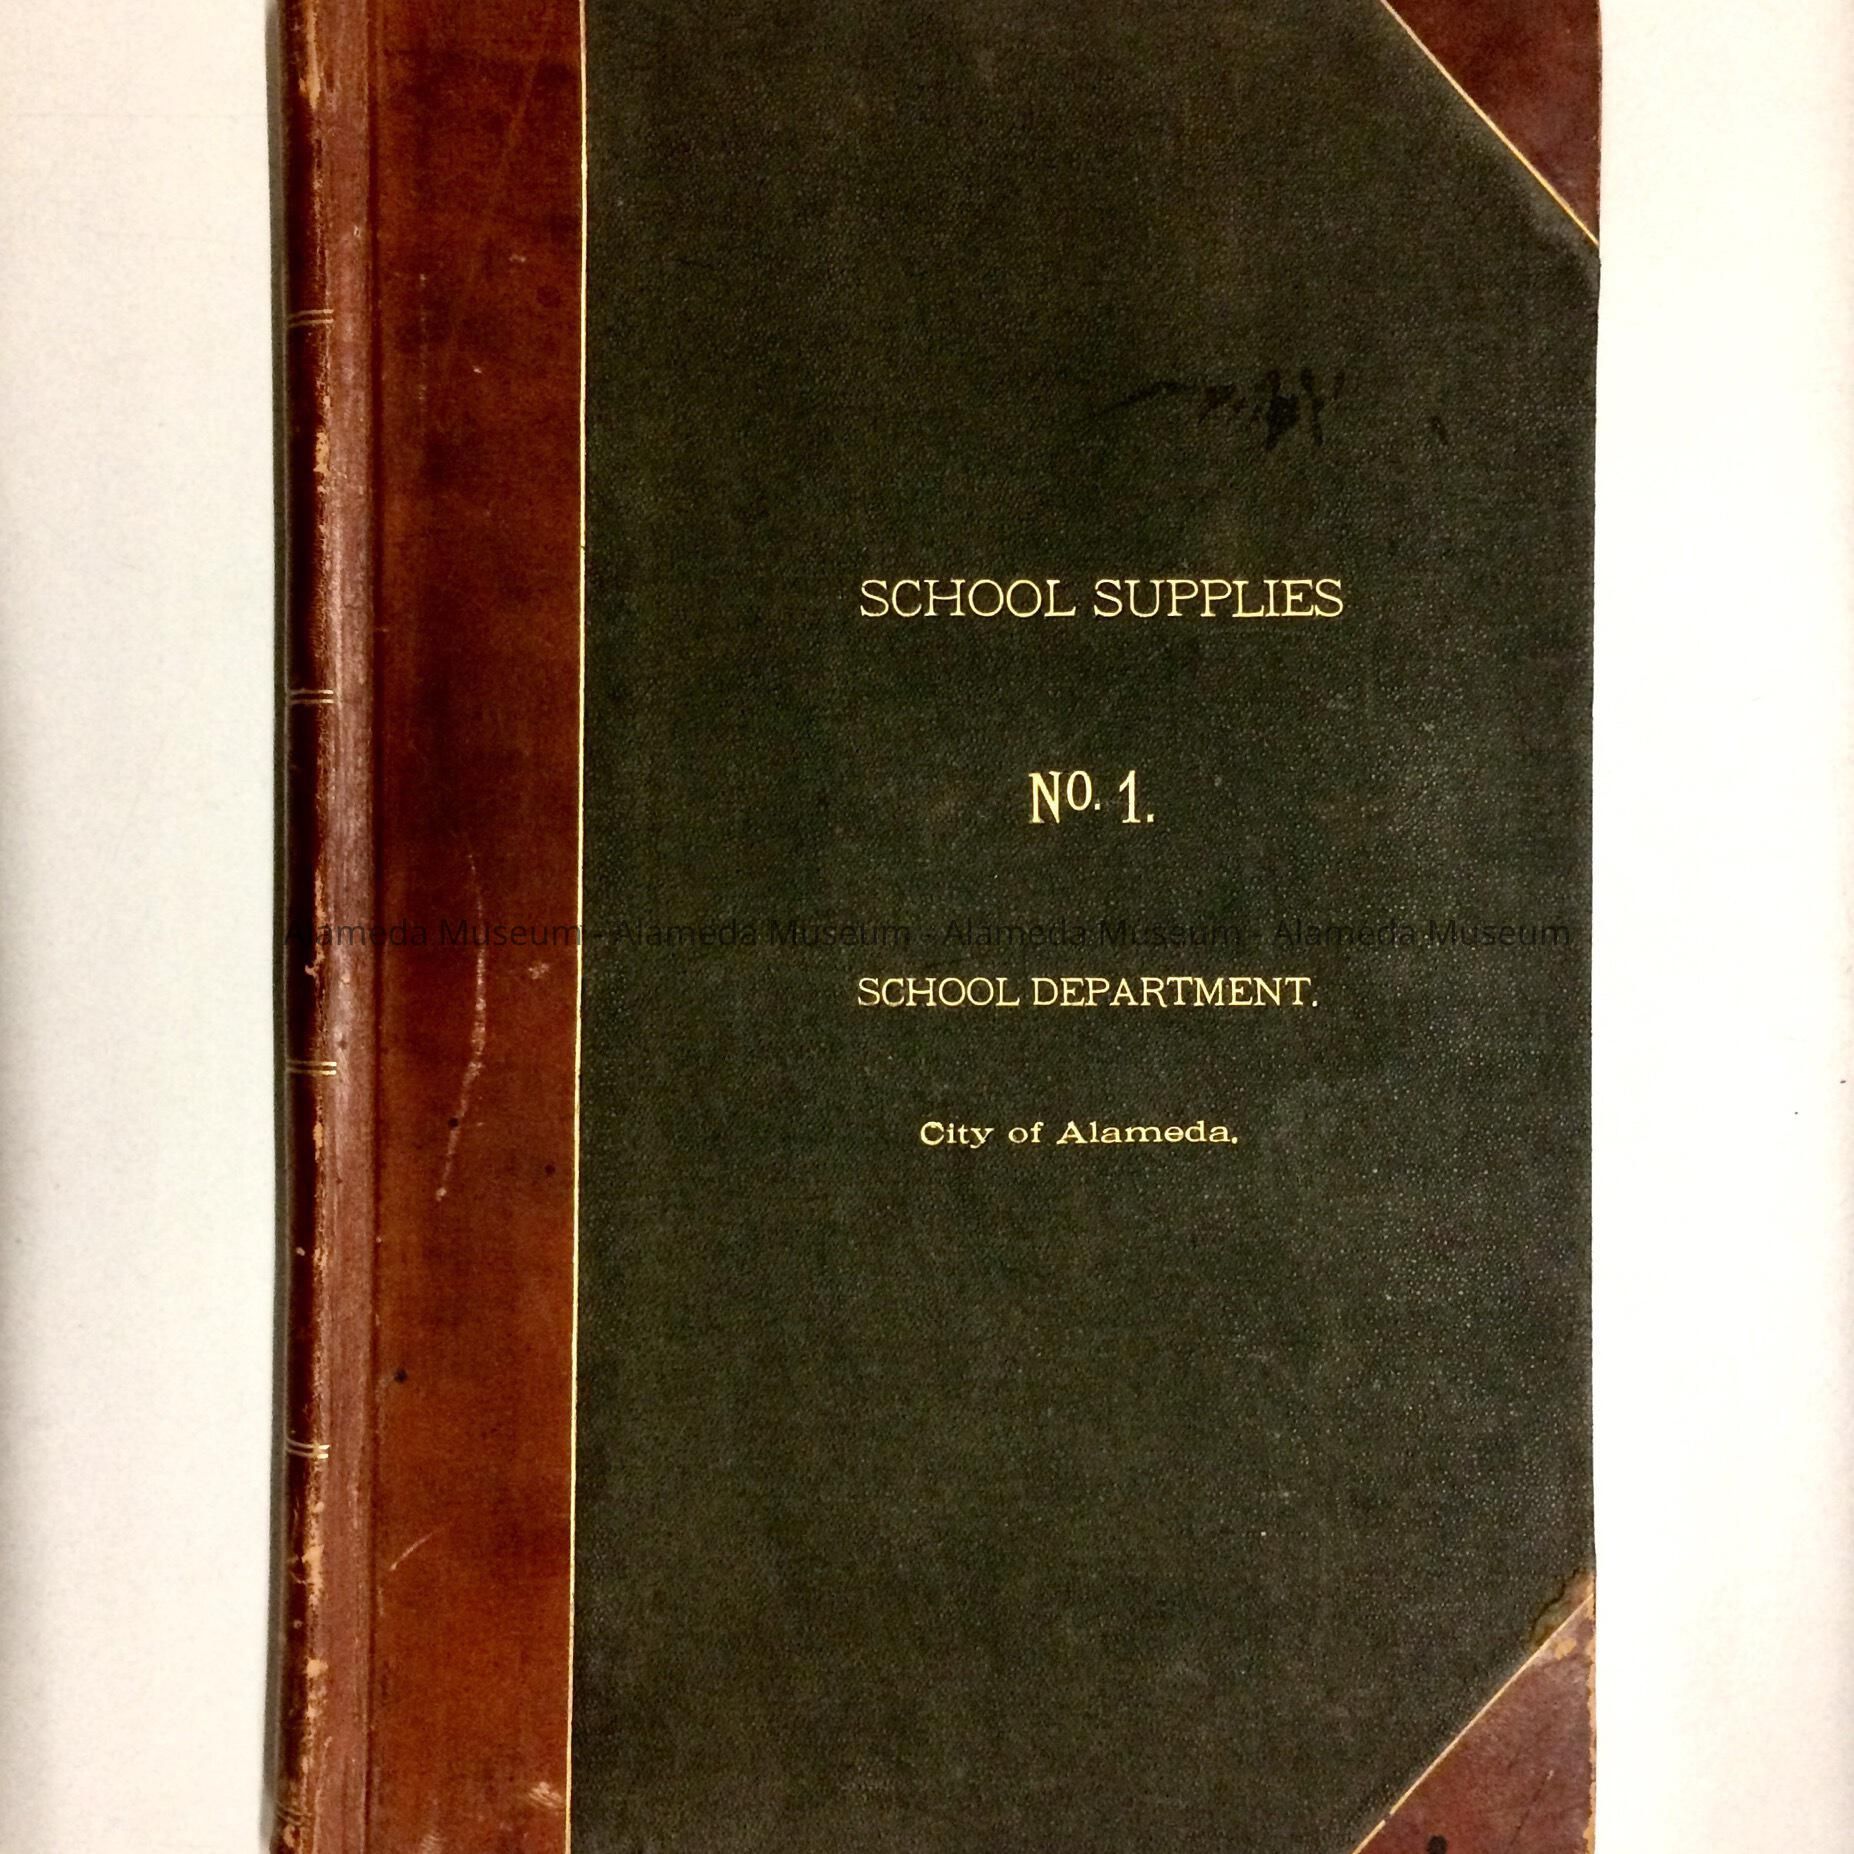 SCHOOL SUPPLIES
NO. 1.
Alameda Museum - Alameda Museum - Alameda Museum - Alameda Museum
SCHOOL DEPARTMENT.
City of Alameda.